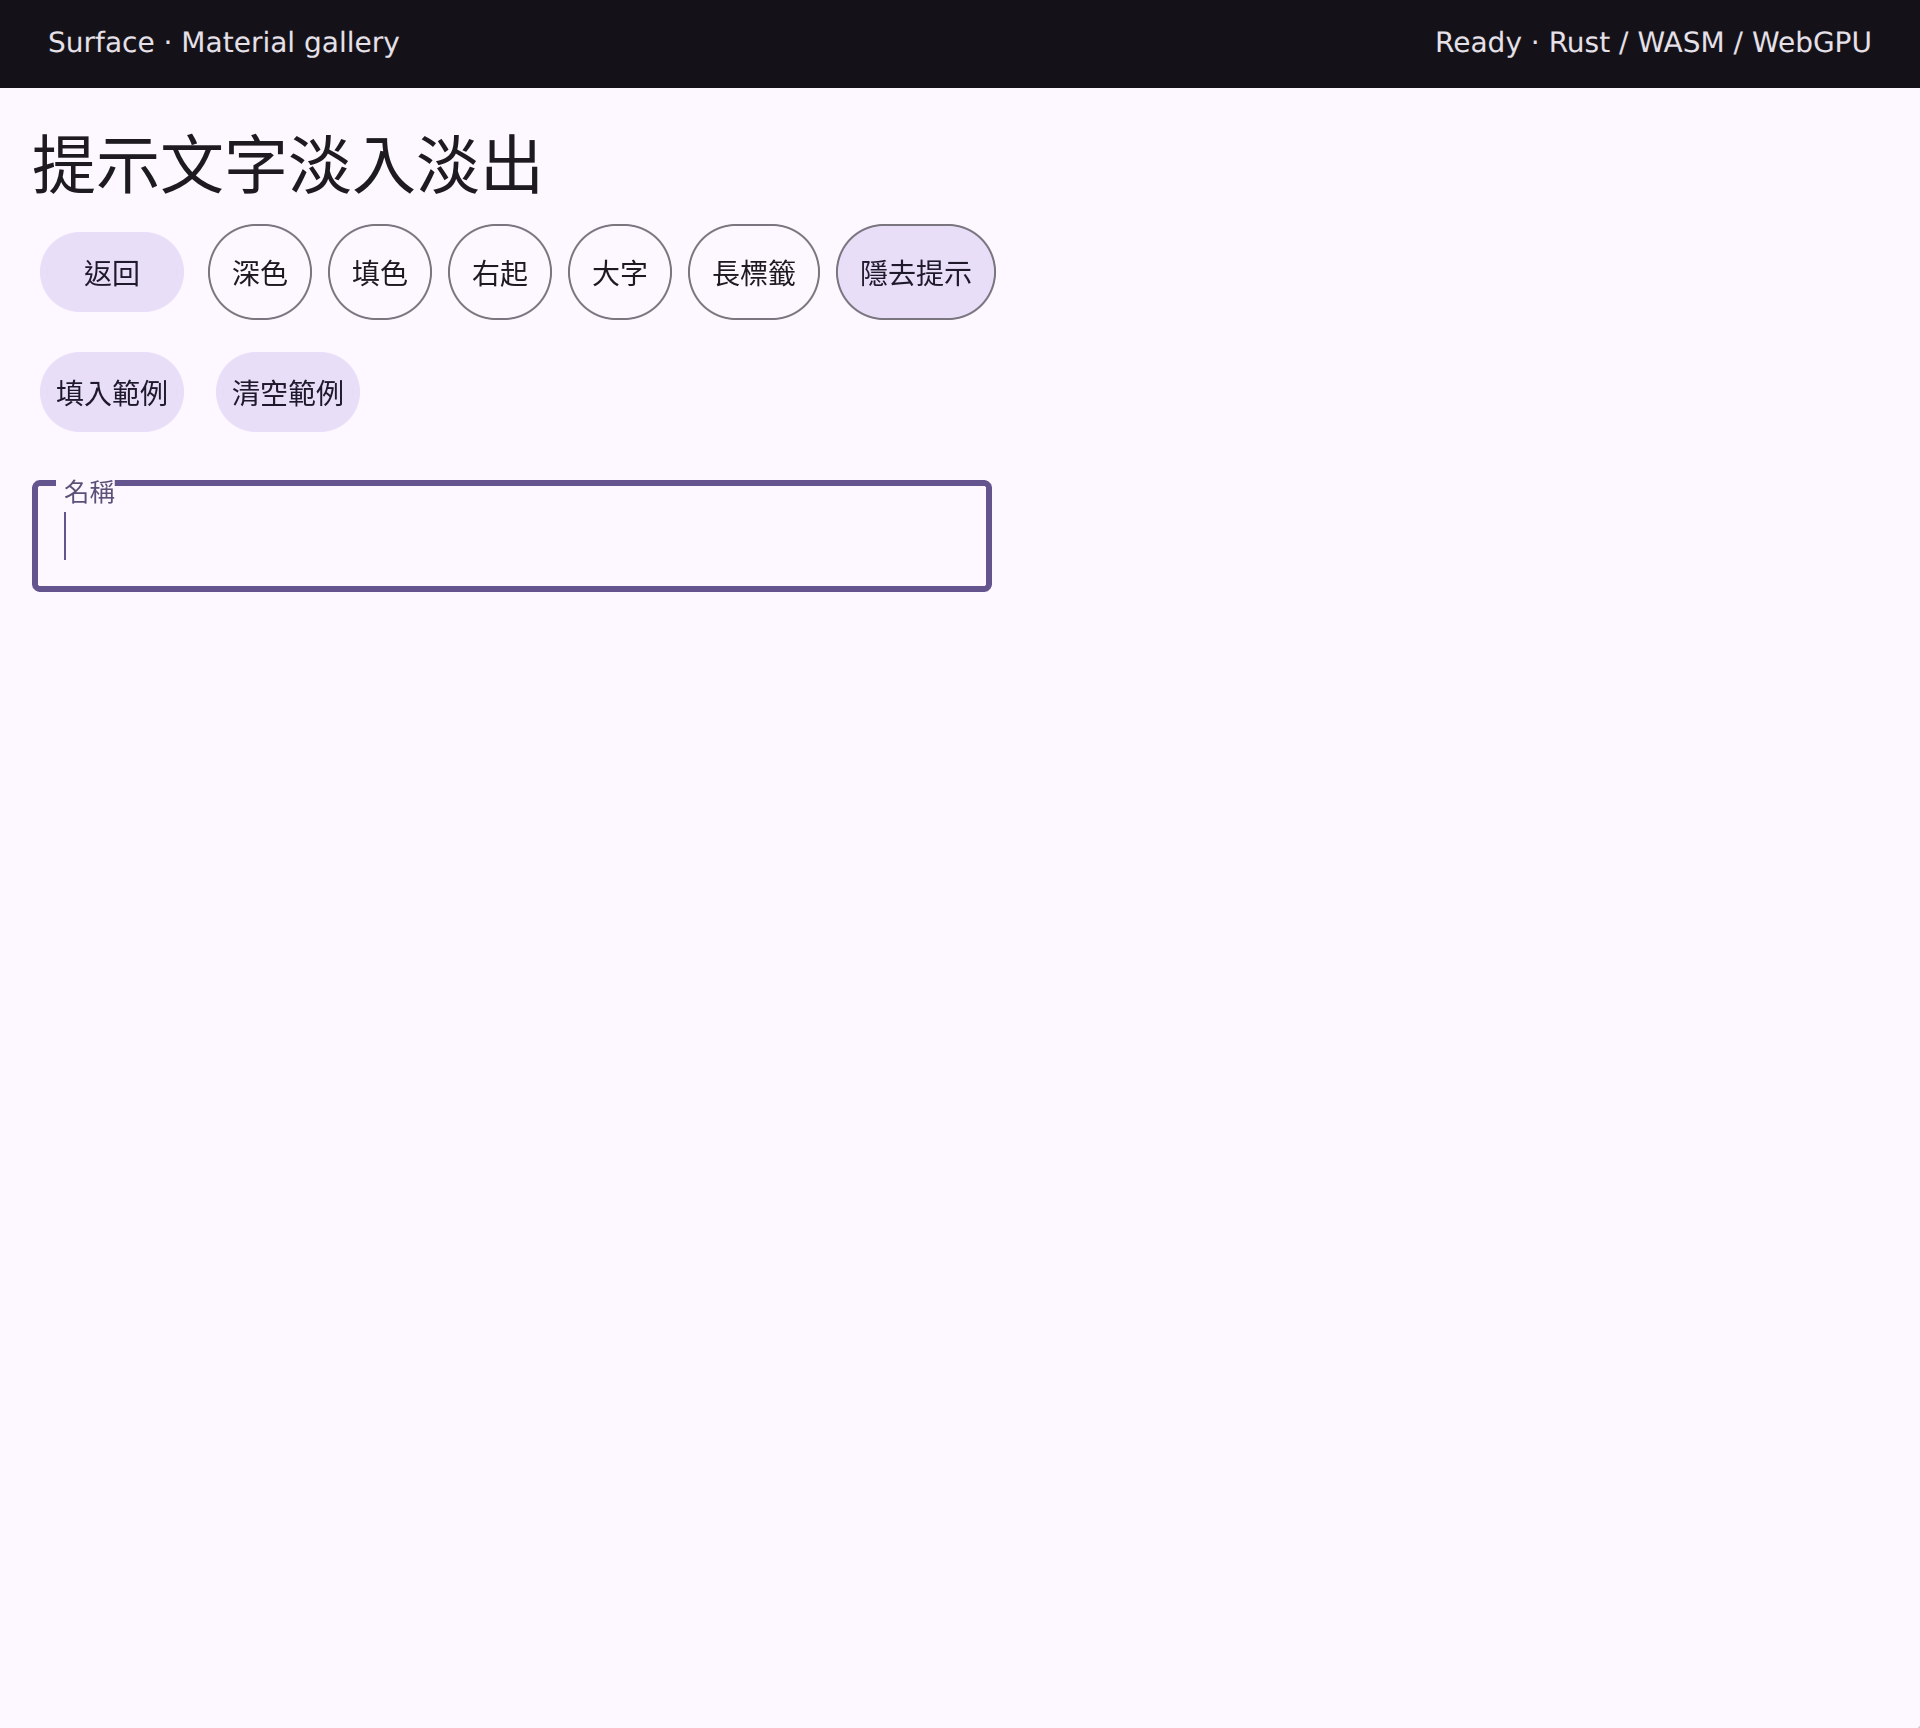 Surface · Material gallery
Ready · Rust / WASM / WebGPU
提示文字淡入淡出
返回 深色 填色 右起 大字 長標籤 隱去提示
填入範例 清空範例
名稱